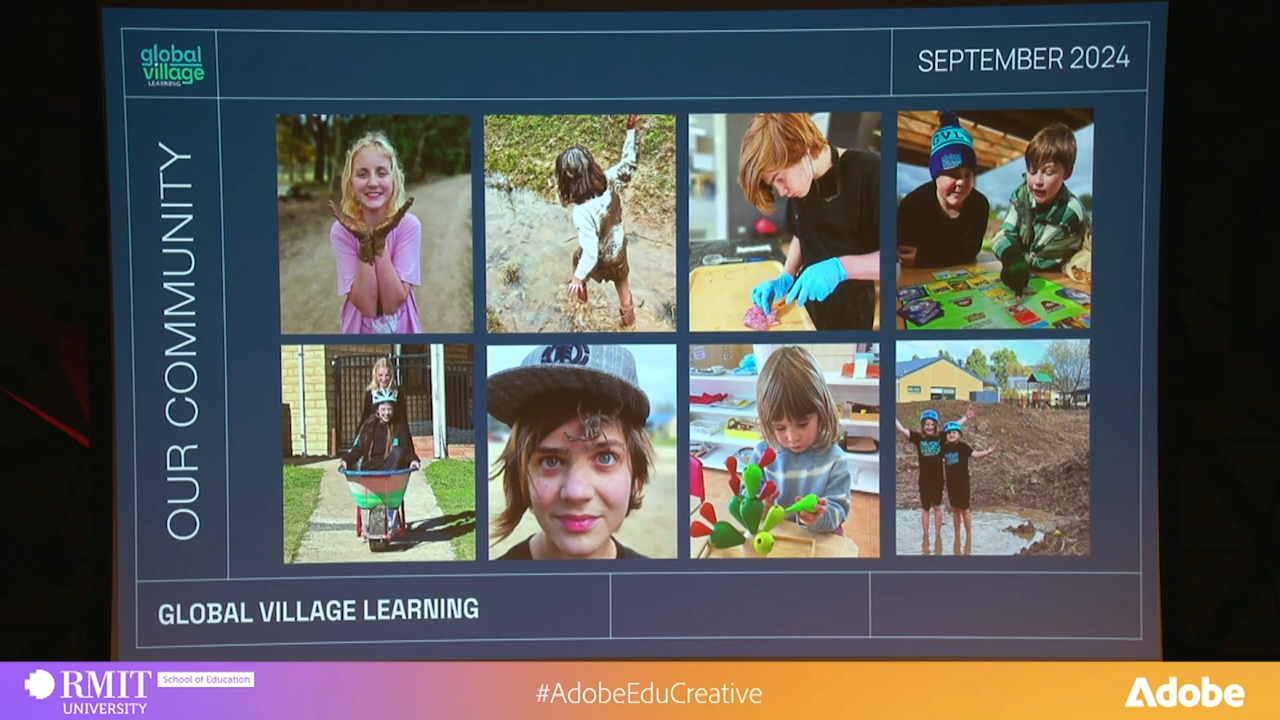 global
village
LEARNING
SEPTEMBER 2024
OUR COMMUNITY
GLOBAL VILLAGE LEARNING
RMIT
UNIVERSITY
School of Education
#AdobeEduCreative
Adobe